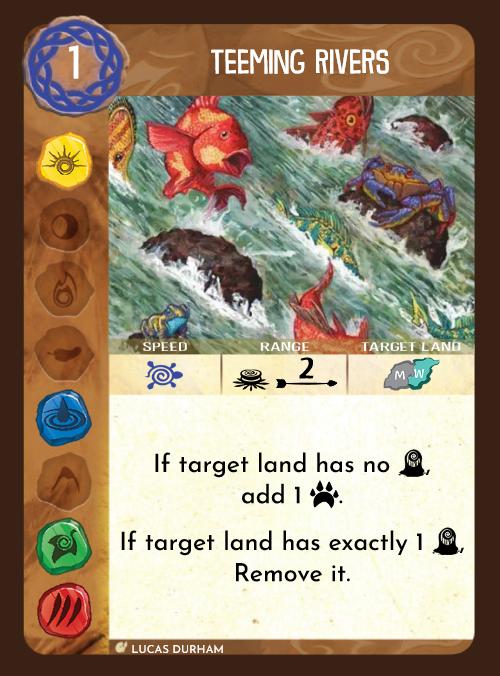 1
TEEMING RIVERS
SPEED RANGE TARGET LAND
2 M W
If target land has no ,
add 1 .
If target land has exactly 1 ,
Remove it.
LUCAS DURHAM